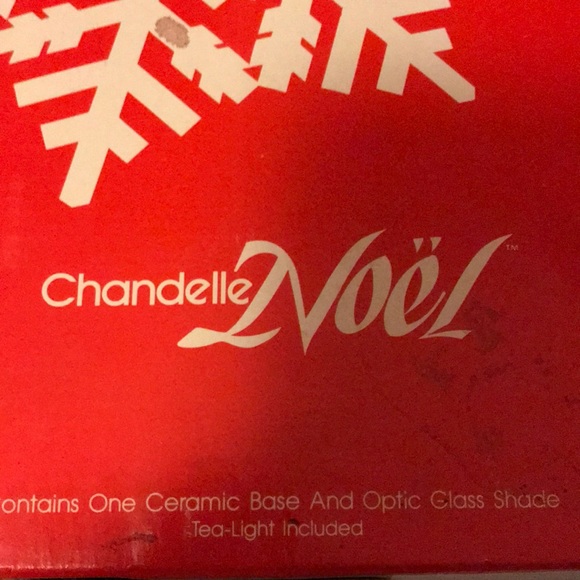 Chandelle Noël™
ontains One Ceramic Base And Optic Glass Shade
Tea-Light Included